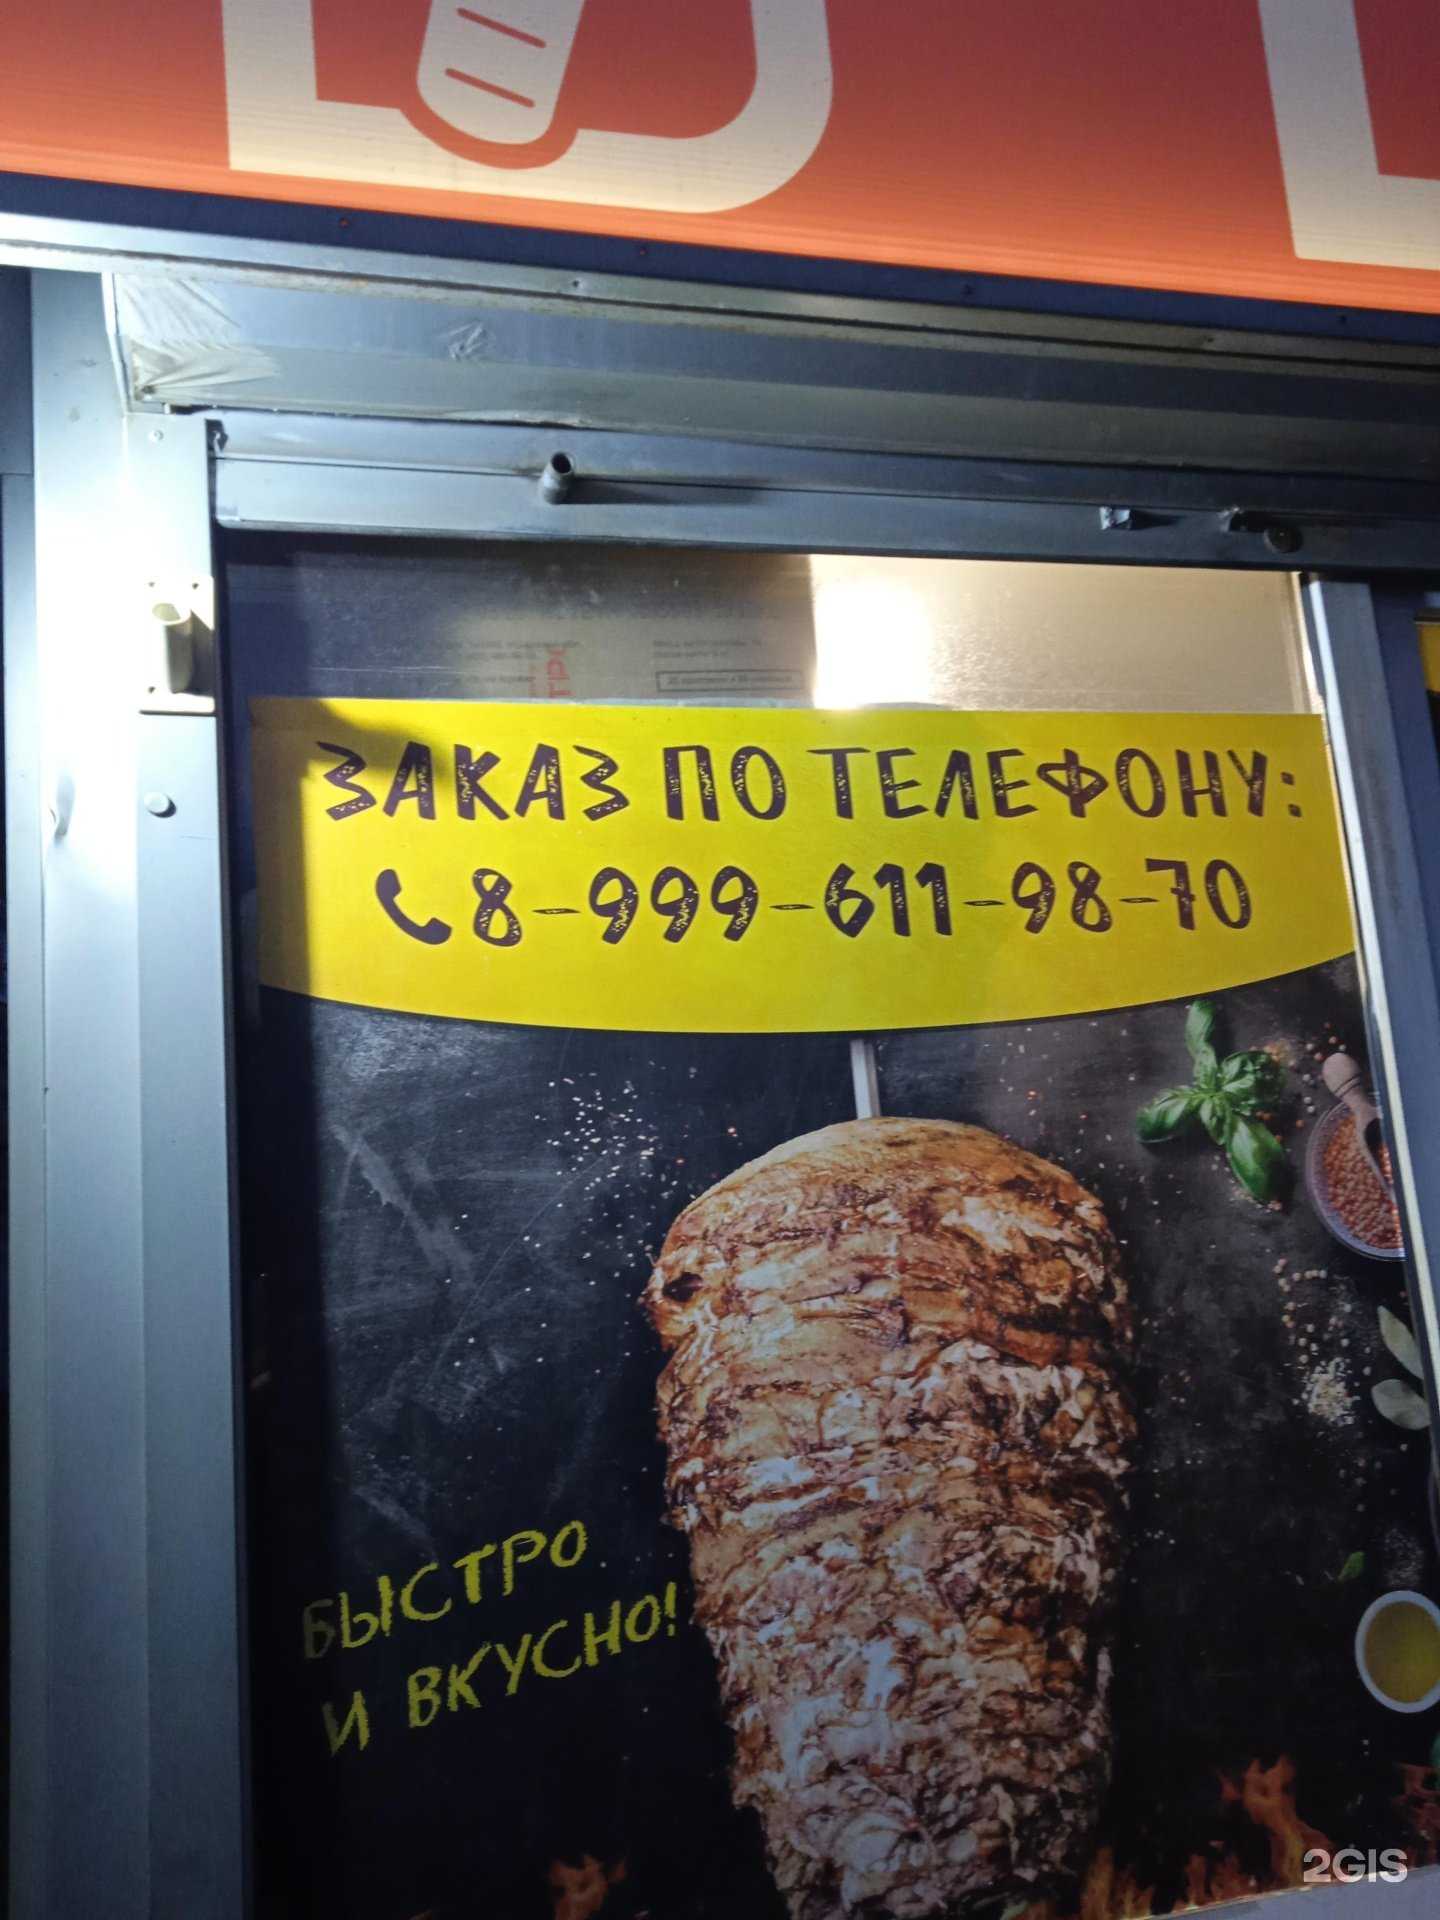 ЗАКАЗ ПО ТЕЛЕФОНУ:
8-999-611-98-70
БЫСТРО
И ВКУСНО!
2GIS